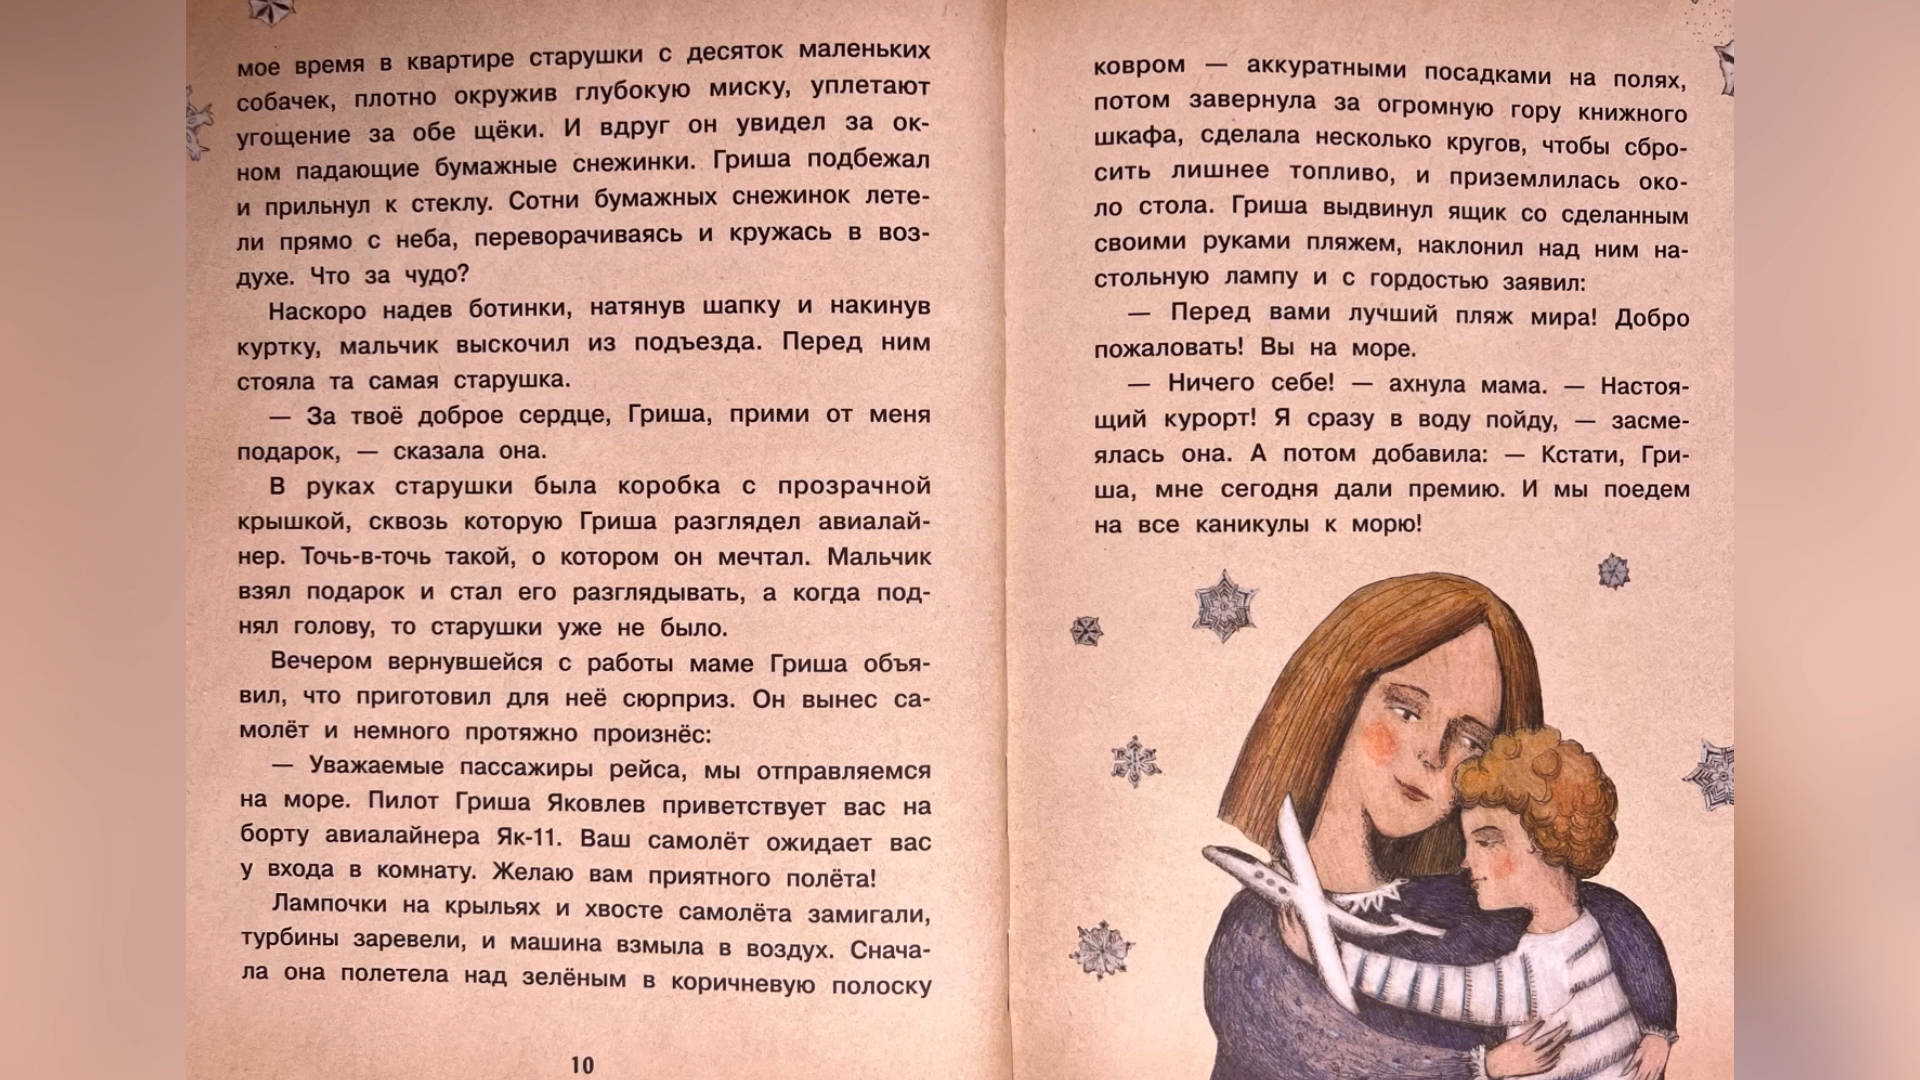 мое время в квартире старушки с десяток маленьких
собачек, плотно окружив глубокую миску, уплетают
угощение за обе щёки. И вдруг он увидел за ок-
ном падающие бумажные снежинки. Гриша подбежал
и прильнул к стеклу. Сотни бумажных снежинок лете-
ли прямо с неба, переворачиваясь и кружась в воз-
духе. Что за чудо?
Наскоро надев ботинки, натянув шапку и накинув
куртку, мальчик выскочил из подъезда. Перед ним
стояла та самая старушка.
— За твоё доброе сердце, Гриша, прими от меня
подарок, — сказала она.
В руках старушки была коробка с прозрачной
крышкой, сквозь которую Гриша разглядел авиалай-
нер. Точь-в-точь такой, о котором он мечтал. Мальчик
взял подарок и стал его разглядывать, а когда под-
нял голову, то старушки уже не было.
Вечером вернувшейся с работы маме Гриша объя-
вил, что приготовил для неё сюрприз. Он вынес са-
молёт и немного протяжно произнёс:
— Уважаемые пассажиры рейса, мы отправляемся
на море. Пилот Гриша Яковлев приветствует вас на
борту авиалайнера Як-11. Ваш самолёт ожидает вас
у входа в комнату. Желаю вам приятного полёта!
Лампочки на крыльях и хвосте самолёта замигали,
турбины заревели, и машина взмыла в воздух. Снача-
ла она полетела над зелёным в коричневую полоску
10
ковром — аккуратными посадками на полях,
потом завернула за огромную гору книжного
шкафа, сделала несколько кругов, чтобы сбро-
сить лишнее топливо, и приземлилась око-
ло стола. Гриша выдвинул ящик со сделанным
своими руками пляжем, наклонил над ним на-
стольную лампу и с гордостью заявил:
— Перед вами лучший пляж мира! Добро
пожаловать! Вы на море.
— Ничего себе! — ахнула мама. — Настоя-
щий курорт! Я сразу в воду пойду, — засме-
ялась она. А потом добавила: — Кстати, Гри-
ша, мне сегодня дали премию. И мы поедем
на все каникулы к морю!